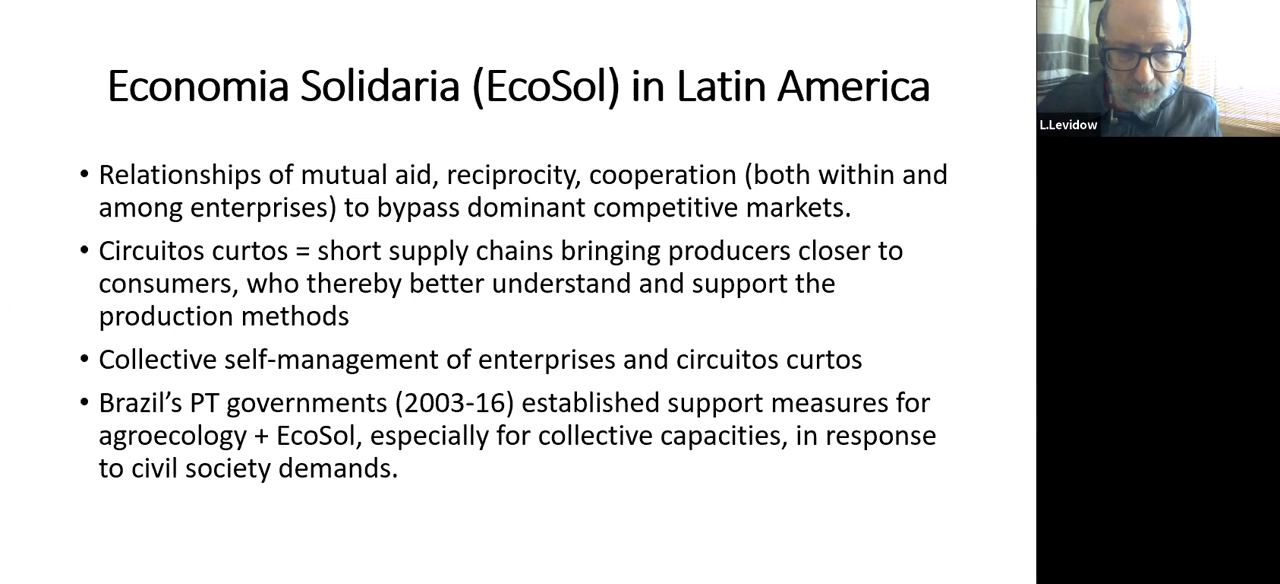 Economia Solidaria (EcoSol) in Latin America
• Relationships of mutual aid, reciprocity, cooperation (both within and
among enterprises) to bypass dominant competitive markets.
• Circuitos curtos = short supply chains bringing producers closer to
consumers, who thereby better understand and support the
production methods
• Collective self-management of enterprises and circuitos curtos
• Brazil’s PT governments (2003-16) established support measures for
agroecology + EcoSol, especially for collective capacities, in response
to civil society demands.
L.Levidow